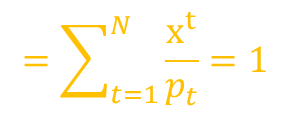 = ∑_{t=1}^{N} x^t / p_t = 1